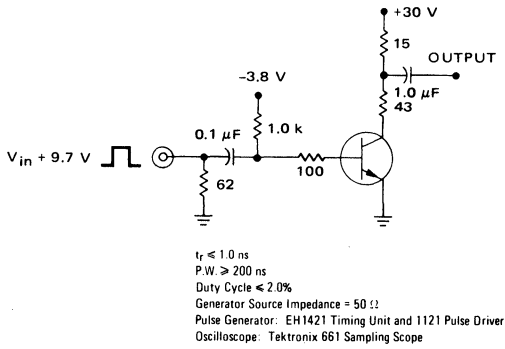 +30 V
15
OUTPUT
1.0 μF
43
–3.8 V
0.1 μF
1.0 k
Vin + 9.7 V
100
62
tr ≤ 1.0 ns
P.W. ≥ 200 ns
Duty Cycle ≤ 2.0%
Generator Source Impedance = 50 Ω
Pulse Generator: EH1421 Timing Unit and 1121 Pulse Driver
Oscilloscope: Tektronix 661 Sampling Scope